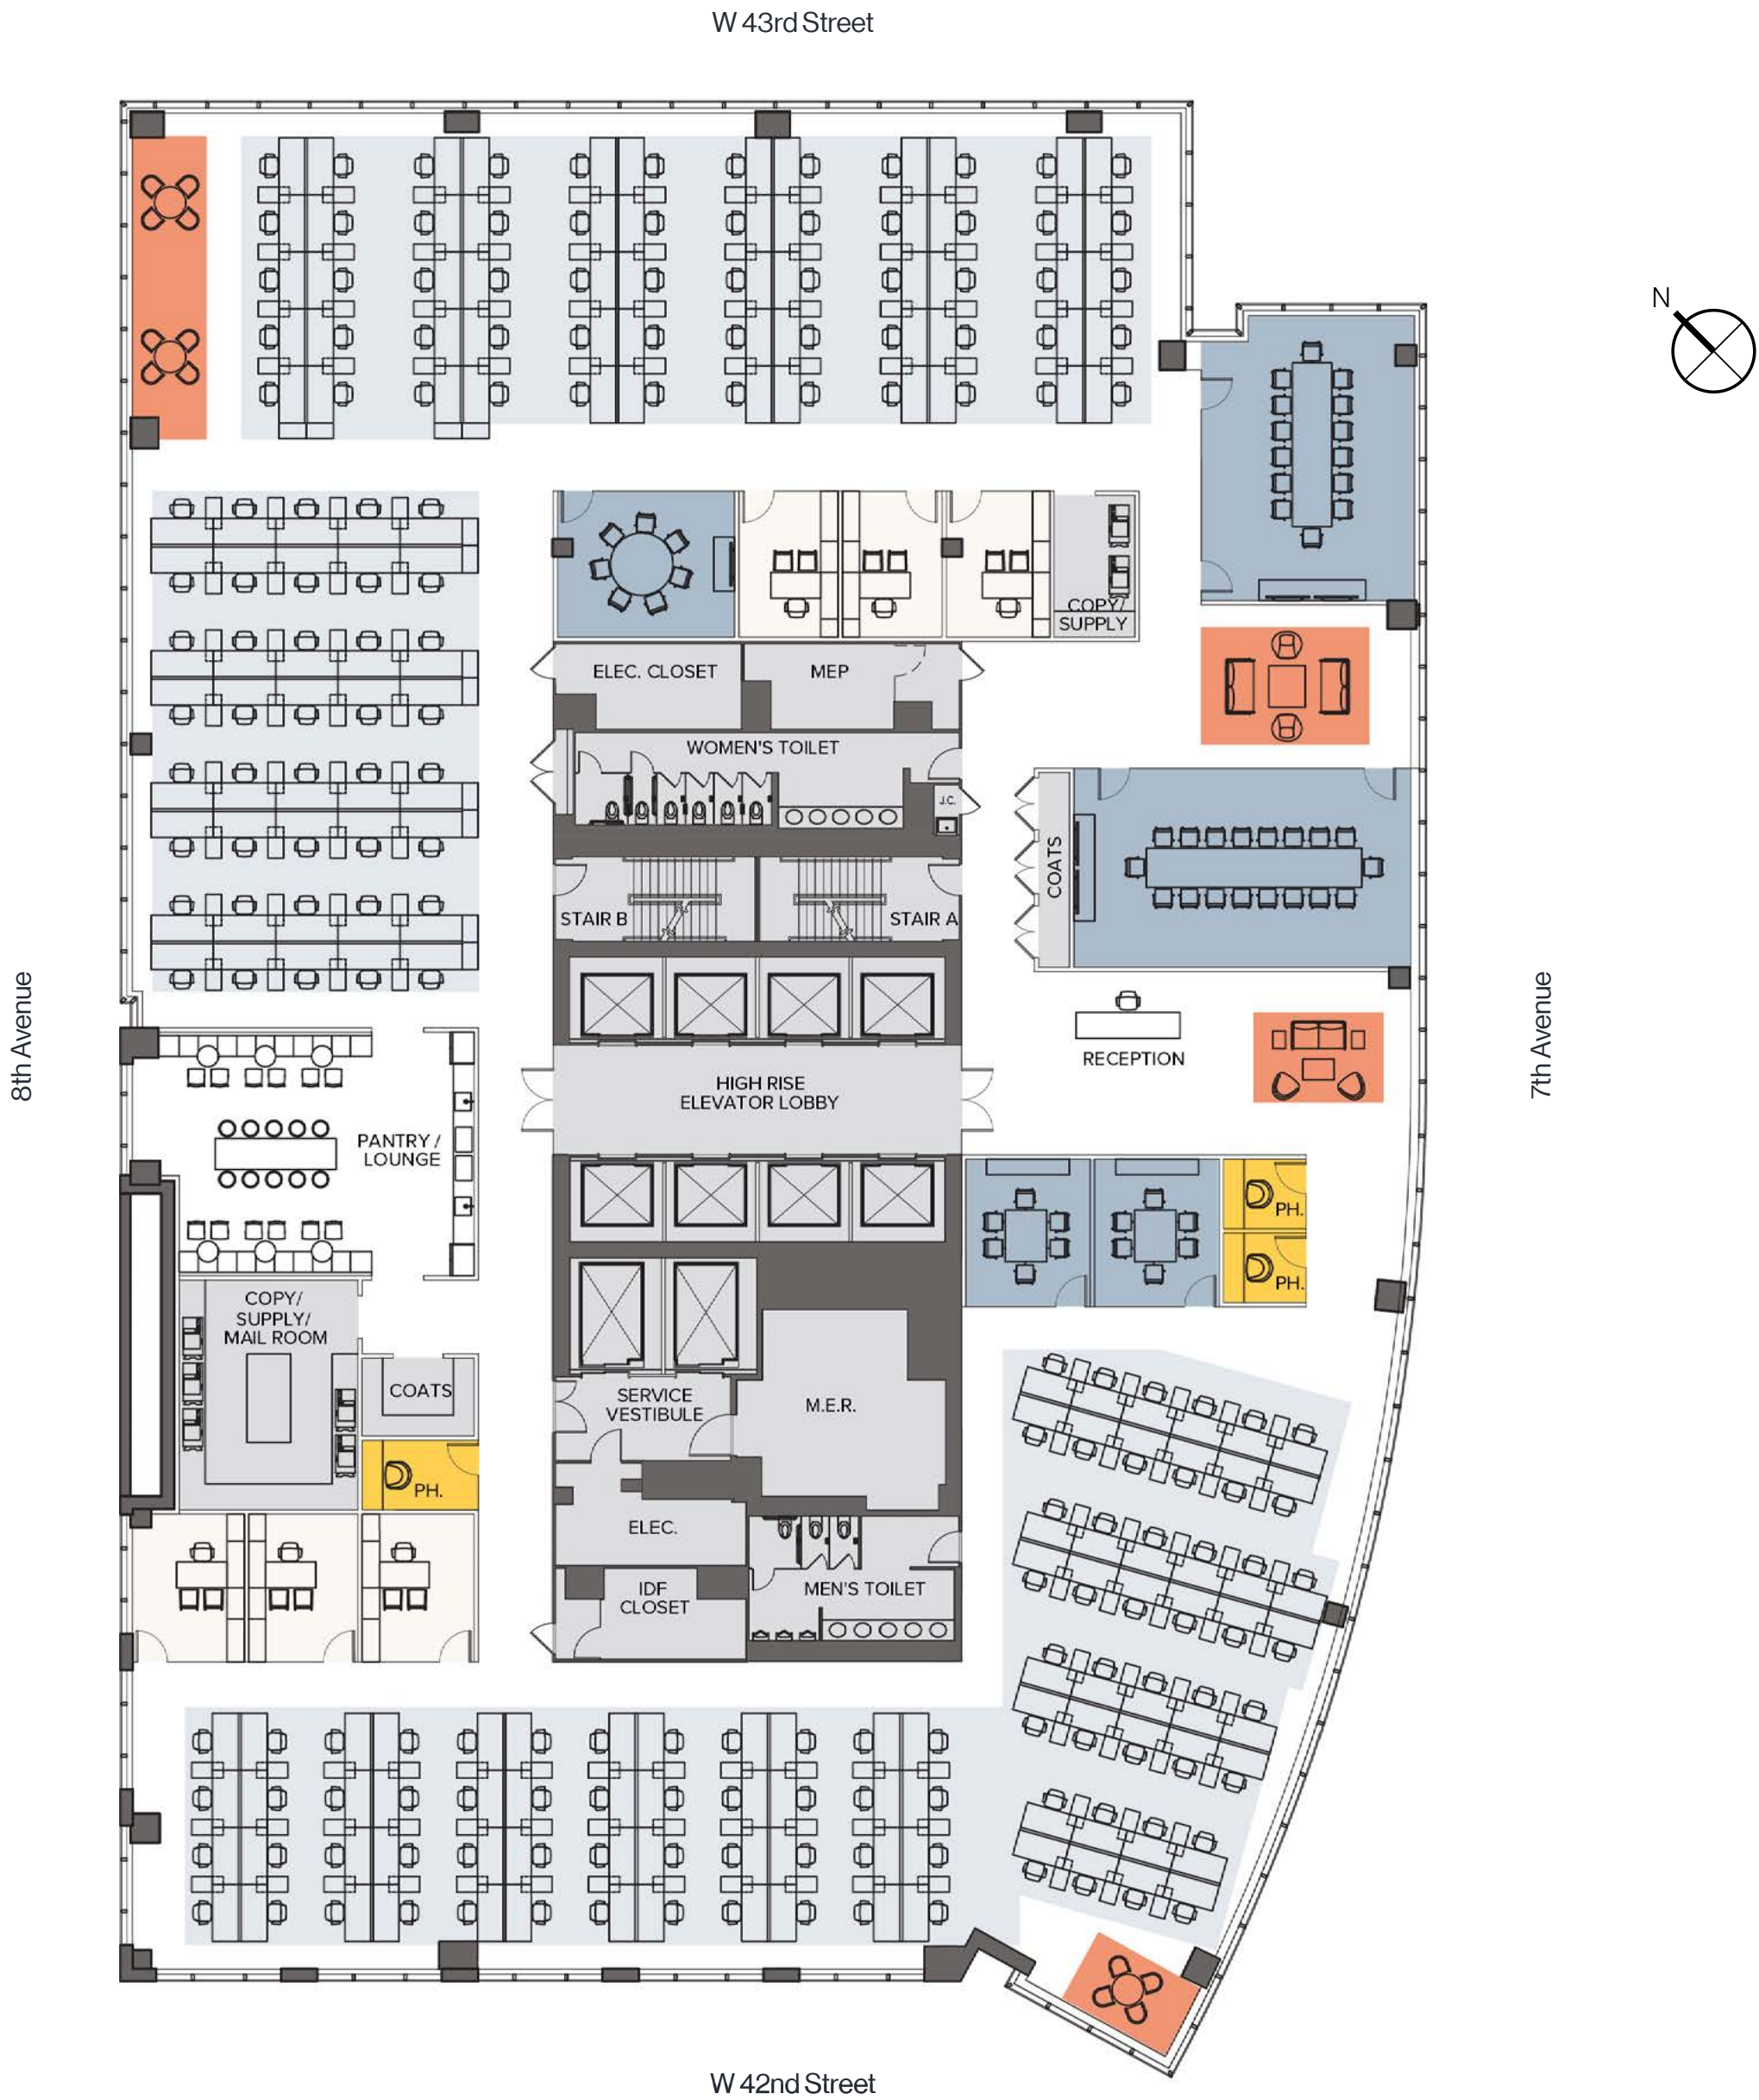 W 43rd Street
N
COPY/
SUPPLY
ELEC. CLOSET
MEP
WOMEN'S TOILET
J.C.
COATS
STAIR B
STAIR A
8th Avenue
7th Avenue
RECEPTION
HIGH RISE
ELEVATOR LOBBY
PANTRY /
LOUNGE
PH.
PH.
COPY/
SUPPLY/
MAIL ROOM
COATS
SERVICE
VESTIBULE
M.E.R.
PH.
ELEC.
IDF
CLOSET
MEN'S TOILET
W 42nd Street